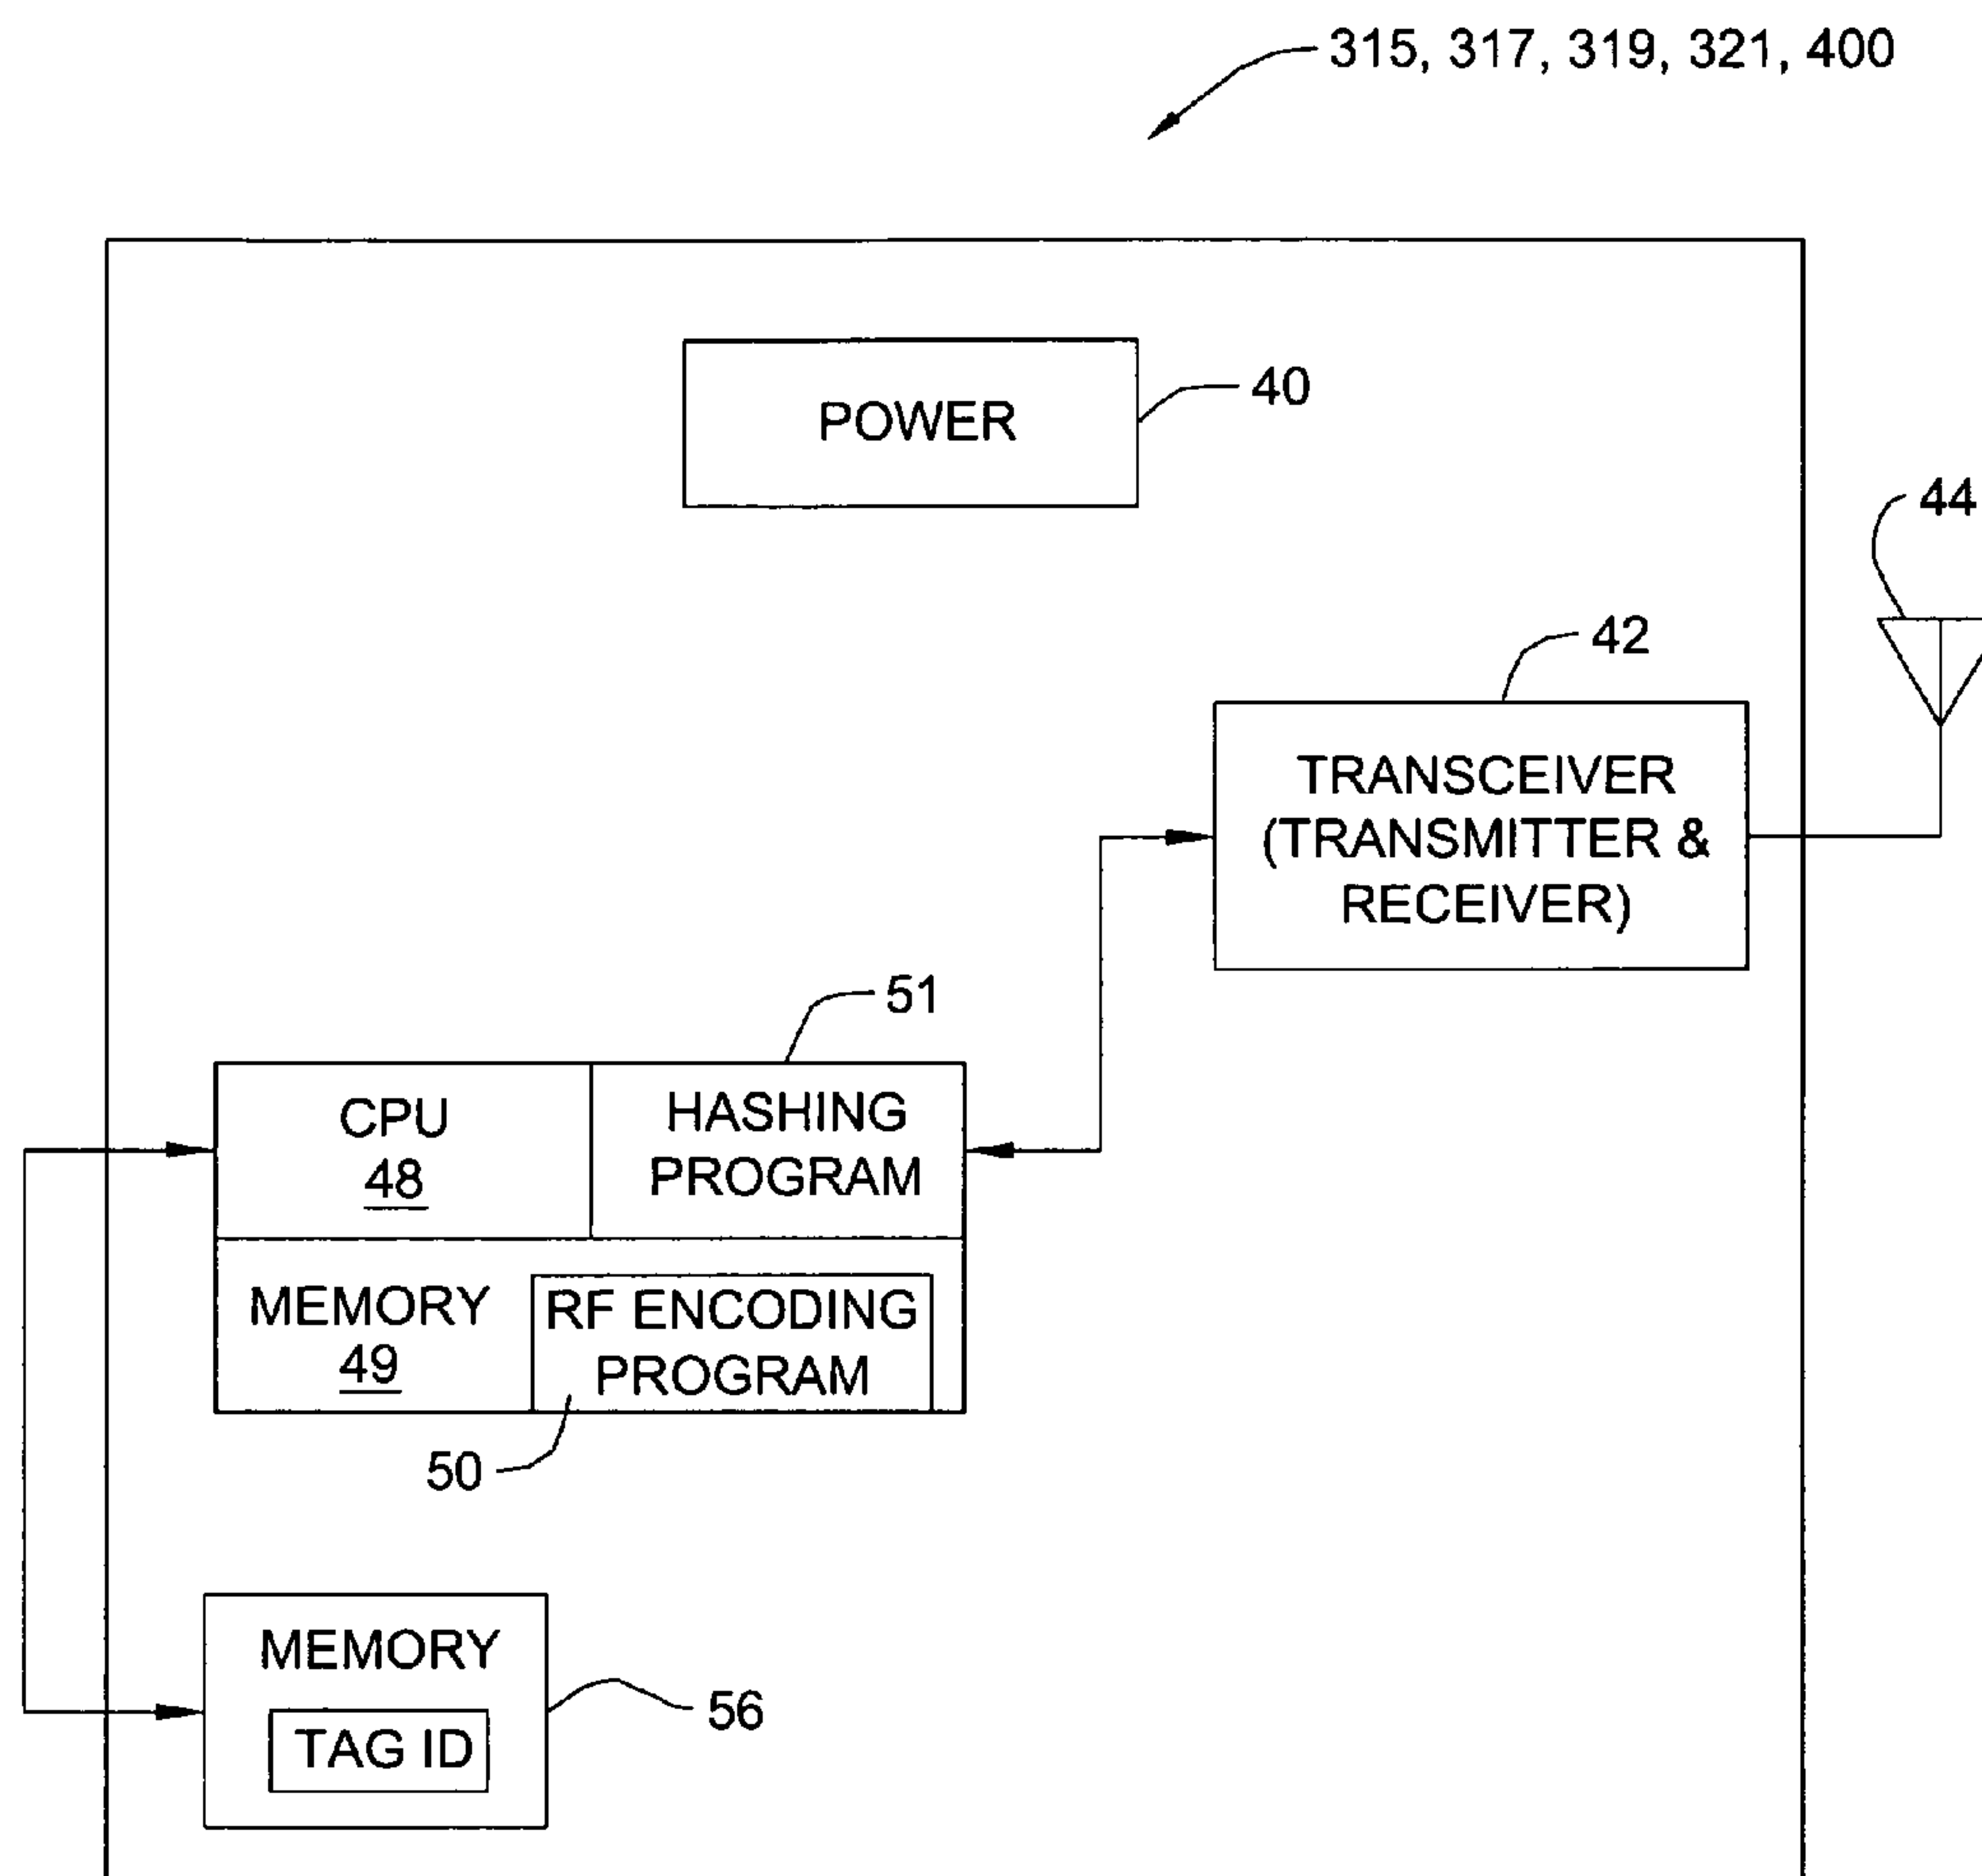 315, 317, 319, 321, 400
POWER
40
44
42
TRANSCEIVER
(TRANSMITTER &
RECEIVER)
51
CPU
48
HASHING
PROGRAM
MEMORY
49
RF ENCODING
PROGRAM
50
MEMORY
TAG ID
56